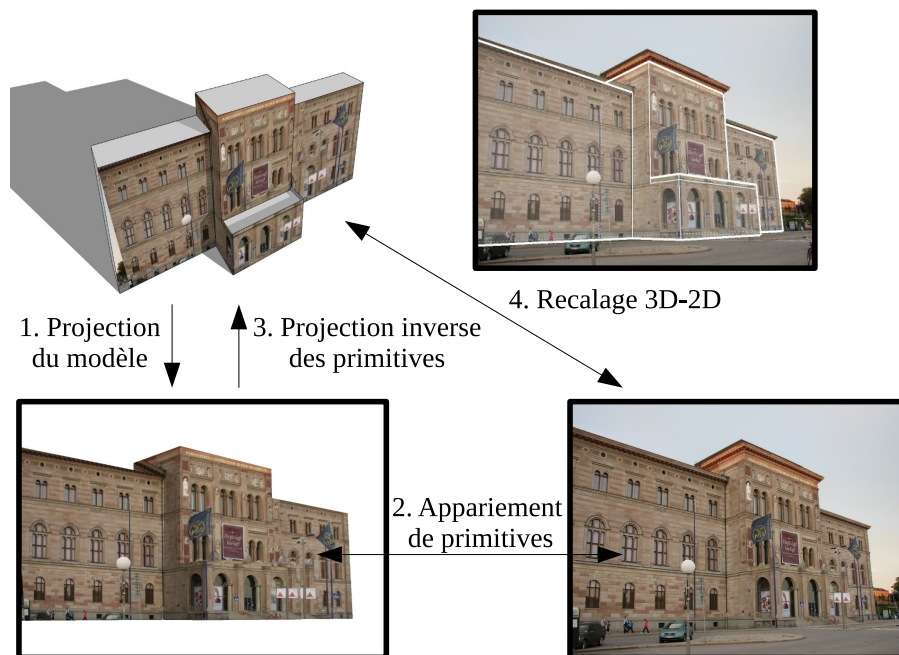 1. Projection
du modèle
3. Projection inverse
des primitives
4. Recalage 3D-2D
2. Appariement
de primitives